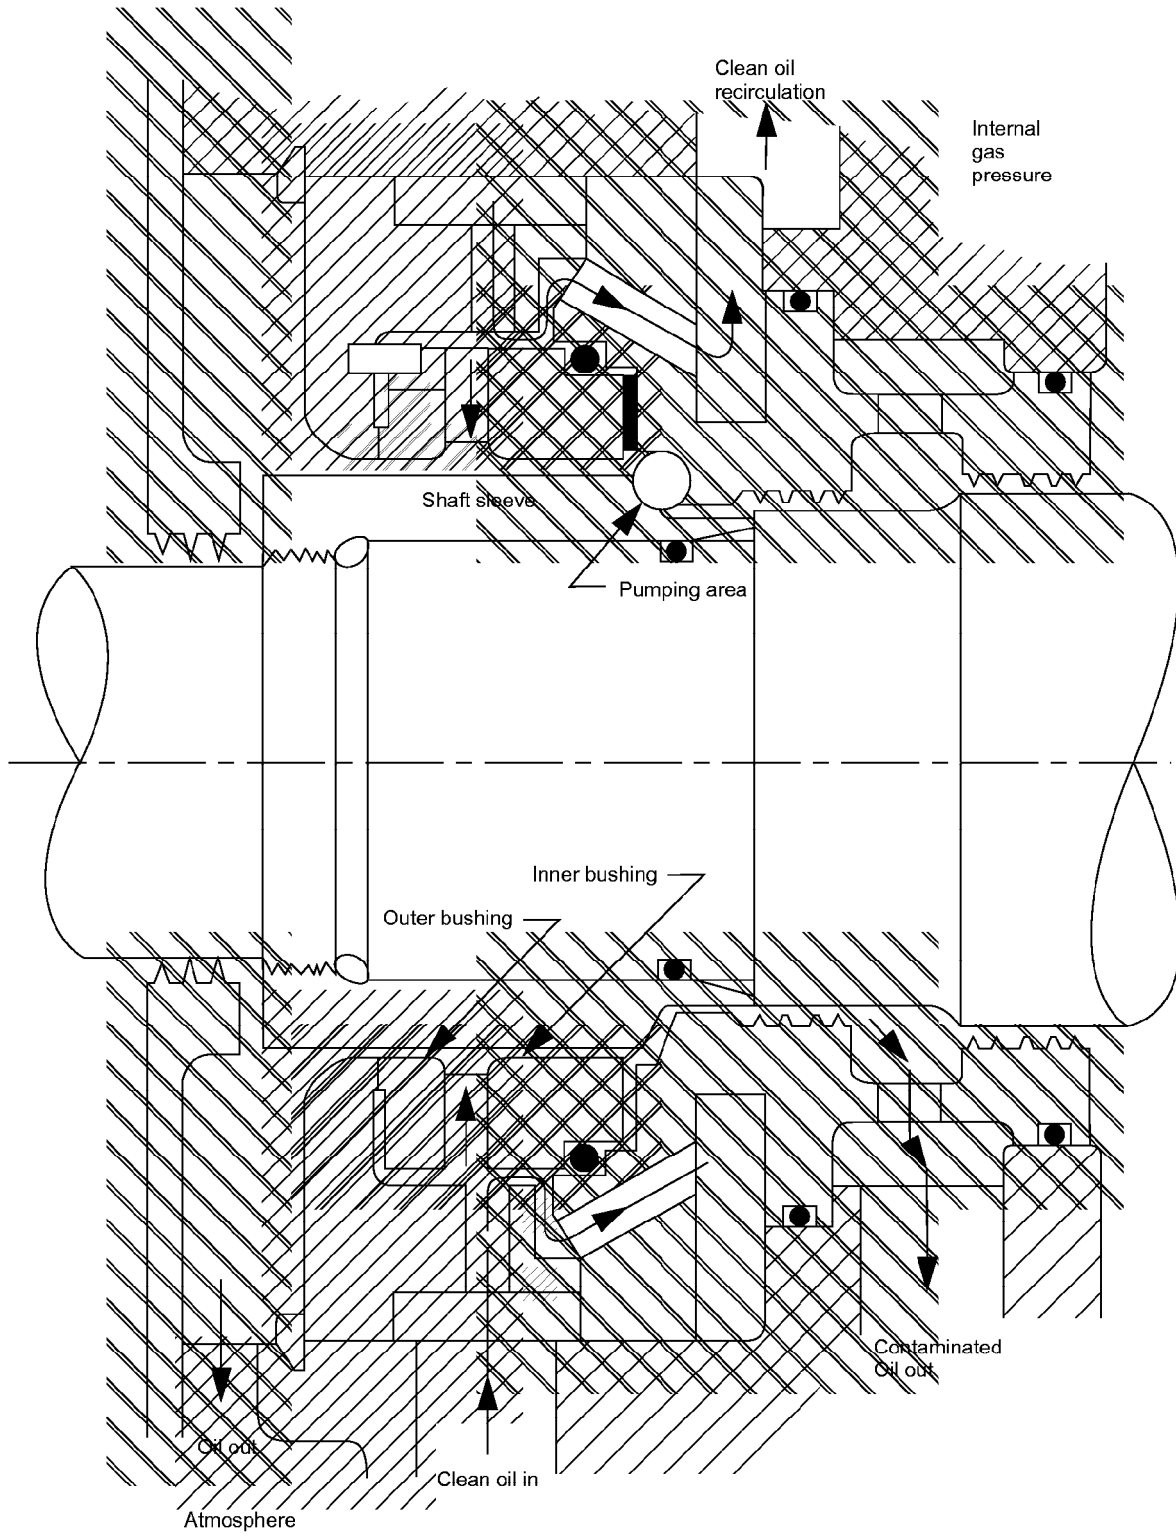 Clean oil
recirculation
Internal
gas
pressure
Shaft sleeve
Pumping area
Inner bushing
Outer bushing
Contaminated
Oil out
Oil out
Clean oil in
Atmosphere